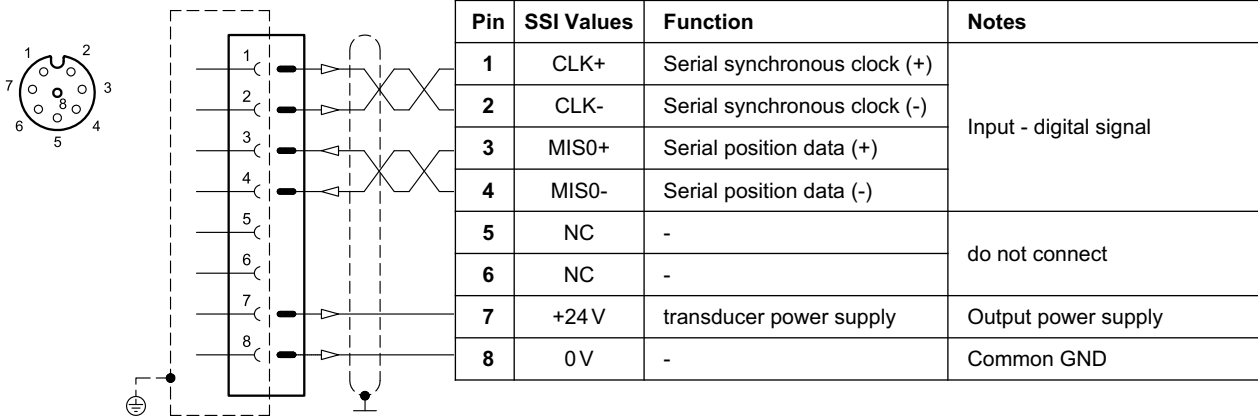 1 2
7 3
8
6 4
5
1
2
3
4
5
6
7
8
Pin SSI Values Function Notes
1 CLK+ Serial synchronous clock (+)
2 CLK- Serial synchronous clock (-)
Input - digital signal
3 MIS0+ Serial position data (+)
4 MIS0- Serial position data (-)
5 NC -
do not connect
6 NC -
7 +24 V transducer power supply Output power supply
8 0 V - Common GND